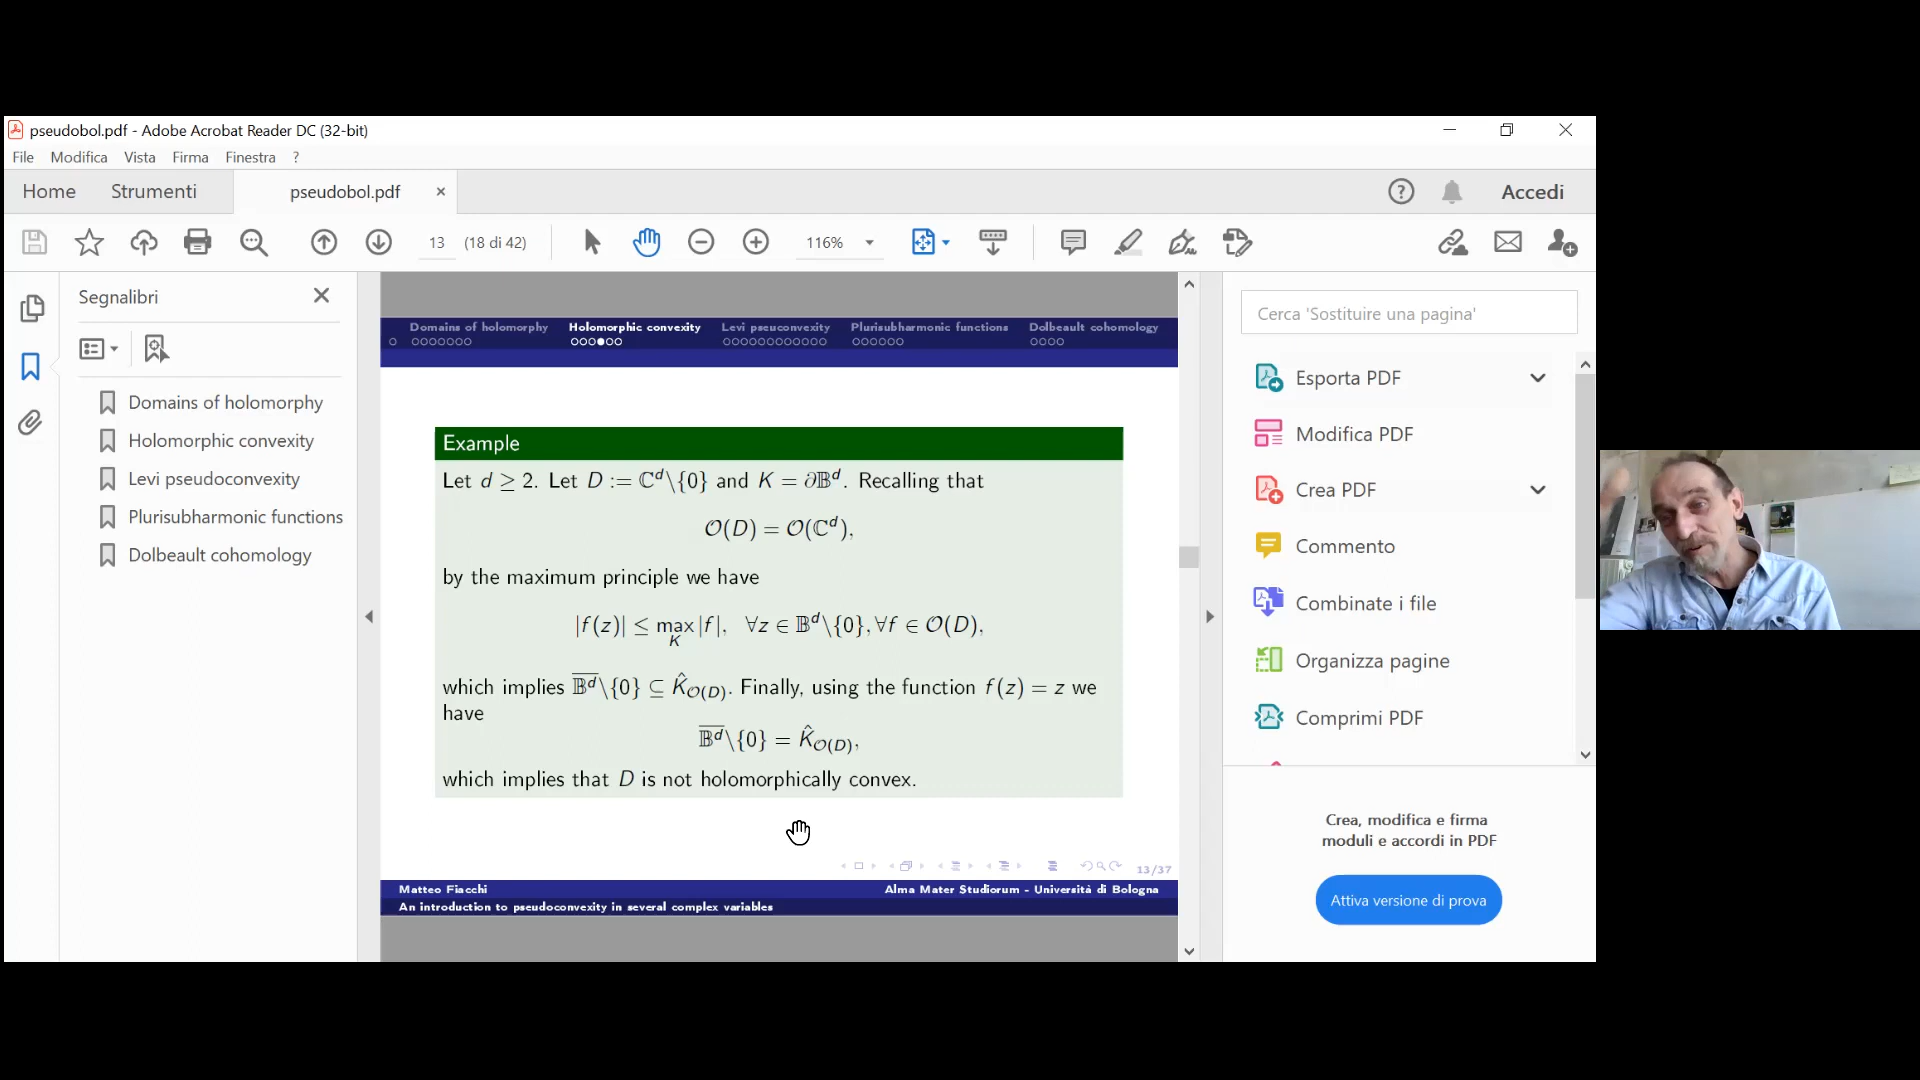 pseudobol.pdf - Adobe Acrobat Reader DC (32-bit)
File Modifica Vista Firma Finestra ?
Home Strumenti pseudobol.pdf × Accedi
13 (18 di 42) 116%
Segnalibri
Domains of holomorphy
Holomorphic convexity
Levi pseudoconvexity
Plurisubharmonic functions
Dolbeault cohomology
Domains of holomorphy Holomorphic convexity Levi pseuconvexity Plurisubharmonic functions Dolbeault cohomology
Example
Let d ≥ 2. Let D := ℂ^d\{0} and K = ∂𝔹^d. Recalling that
𝒪(D) = 𝒪(ℂ^d),
by the maximum principle we have
|f(z)| ≤ max_K |f|, ∀z ∈ 𝔹^d\{0}, ∀f ∈ 𝒪(D),
which implies \overline{𝔹^d}\{0} ⊆ K̂_{𝒪(D)}. Finally, using the function f(z) = z we
have
\overline{𝔹^d}\{0} = K̂_{𝒪(D)},
which implies that D is not holomorphically convex.
13/37
Matteo Fiacchi Alma Mater Studiorum - Università di Bologna
An introduction to pseudoconvexity in several complex variables
Cerca 'Sostituire una pagina'
Esporta PDF
Modifica PDF
Crea PDF
Commento
Combinate i file
Organizza pagine
Comprimi PDF
Crea, modifica e firma
moduli e accordi in PDF
Attiva versione di prova